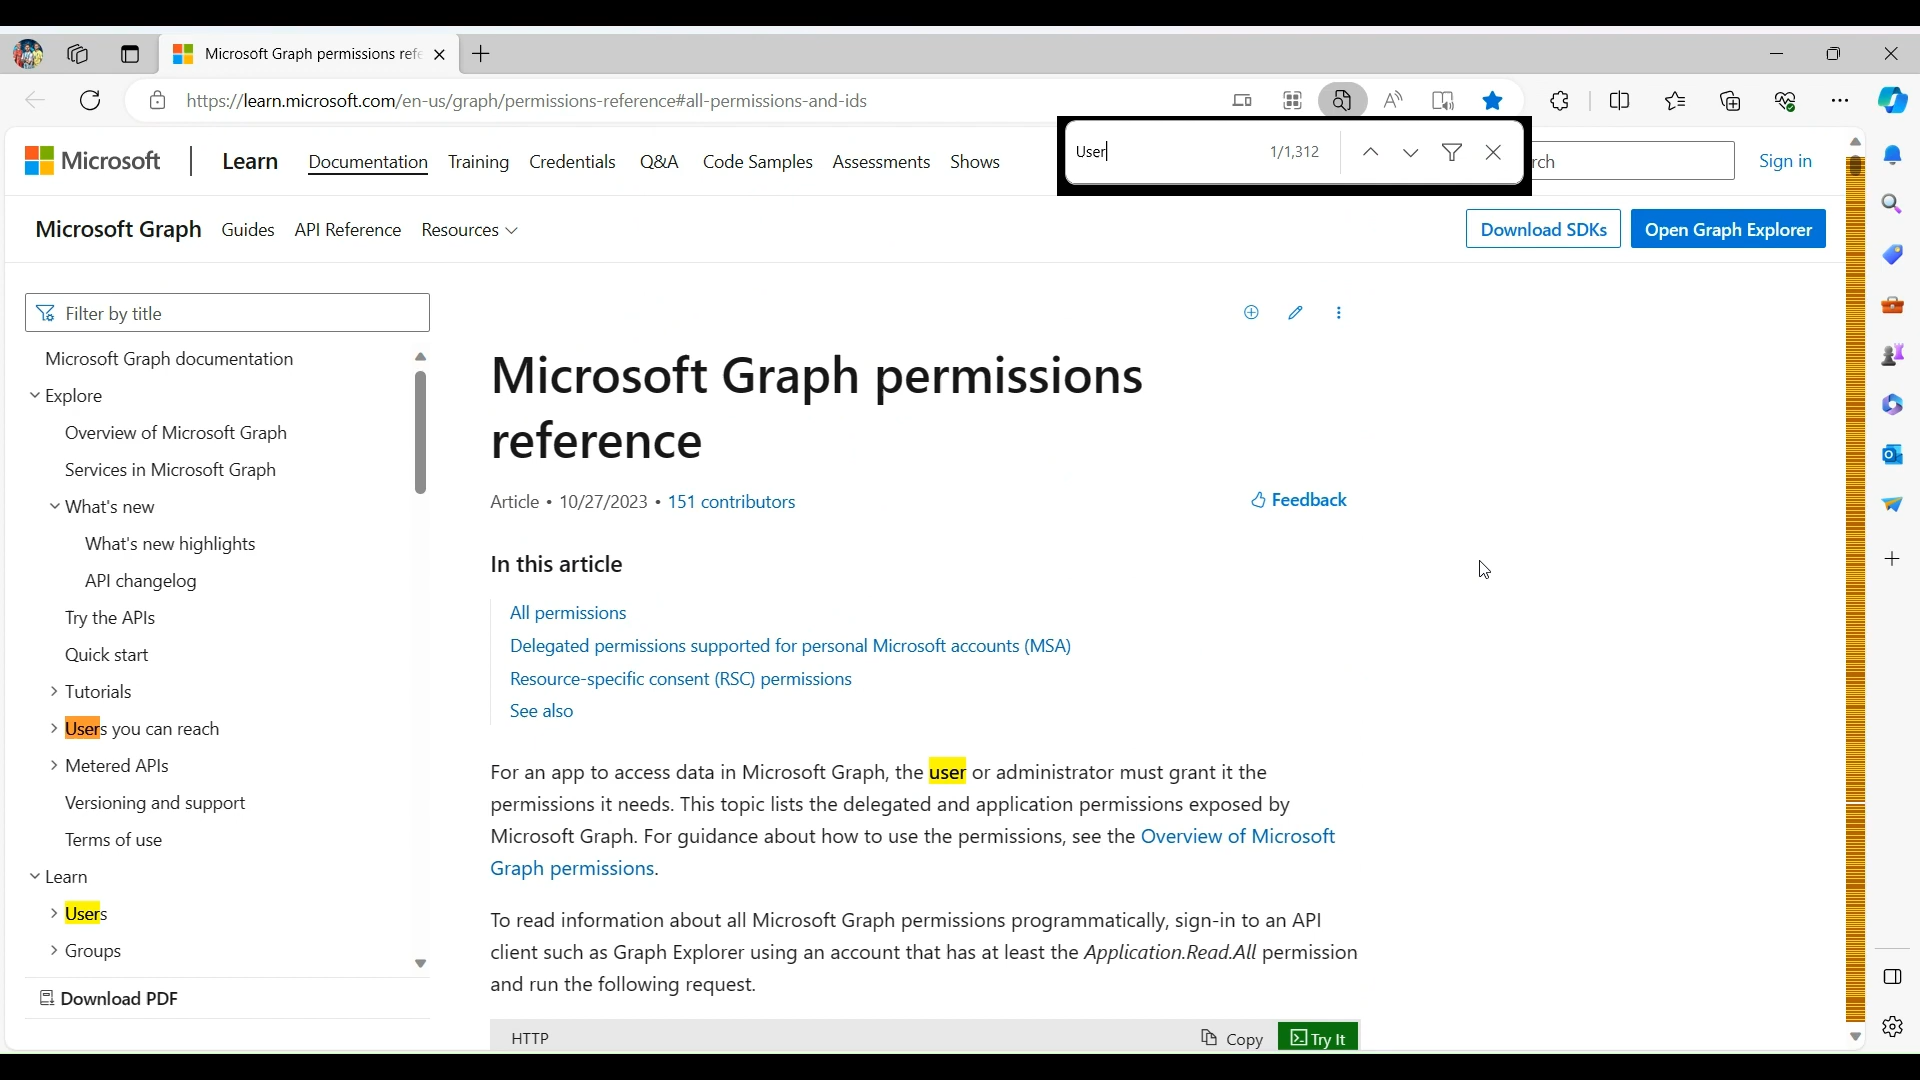 Microsoft Graph permissions refe
https://learn.microsoft.com/en-us/graph/permissions-reference#all-permissions-and-ids
User 1/1,312
Microsoft Learn Documentation Training Credentials Q&A Code Samples Assessments Shows
rch Sign in
Microsoft Graph Guides API Reference Resources
Download SDKs Open Graph Explorer
Filter by title
Microsoft Graph documentation
Explore
Overview of Microsoft Graph
Services in Microsoft Graph
What's new
What's new highlights
API changelog
Try the APIs
Quick start
Tutorials
Users you can reach
Metered APIs
Versioning and support
Terms of use
Learn
Users
Groups
Download PDF
Microsoft Graph permissions
reference
Article • 10/27/2023 • 151 contributors
Feedback
In this article
All permissions
Delegated permissions supported for personal Microsoft accounts (MSA)
Resource-specific consent (RSC) permissions
See also
For an app to access data in Microsoft Graph, the user or administrator must grant it the
permissions it needs. This topic lists the delegated and application permissions exposed by
Microsoft Graph. For guidance about how to use the permissions, see the Overview of Microsoft
Graph permissions.
To read information about all Microsoft Graph permissions programmatically, sign-in to an API
client such as Graph Explorer using an account that has at least the Application.Read.All permission
and run the following request.
HTTP Copy Try It